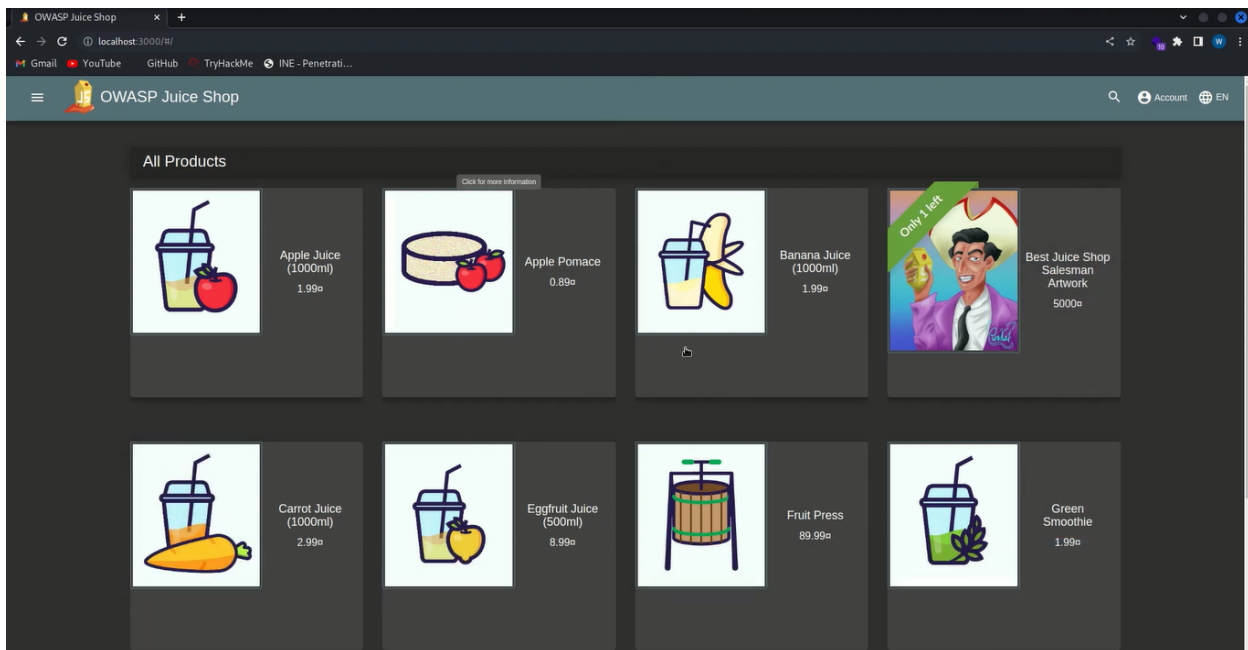 OWASP Juice Shop
localhost:3000/#/
10
W
Gmail YouTube GitHub TryHackMe INE - Penetrati...
JS
OWASP Juice Shop
Account
EN
All Products
Click for more information
Apple Juice
(1000ml)
1.99¤
Apple Pomace
0.89¤
Banana Juice
(1000ml)
1.99¤
Only 1 left
Best Juice Shop
Salesman
Artwork
5000¤
Carrot Juice
(1000ml)
2.99¤
Eggfruit Juice
(500ml)
8.99¤
Fruit Press
89.99¤
Green
Smoothie
1.99¤